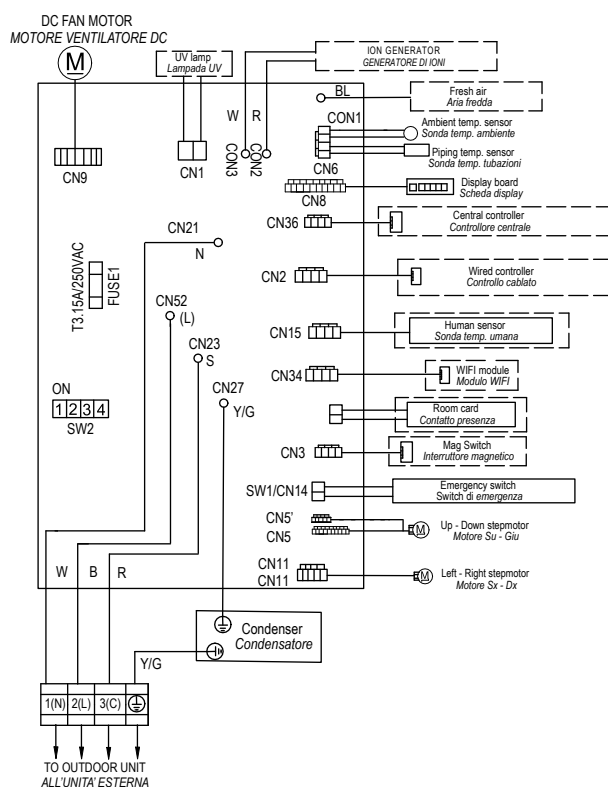 DC FAN MOTOR
MOTORE VENTILATORE DC
M
UV lamp
Lampada UV
ION GENERATOR
GENERATORE DI IONI
W
R
BL
Fresh air
Aria fredda
CN9
CN1
CON3
CON2
CON1
CN6
Ambient temp. sensor
Sonda temp. ambiente
Piping temp. sensor
Sonda temp. tubazioni
CN8
Display board
Scheda display
CN36
Central controller
Controllore centrale
CN21
N
CN2
Wired controller
Controllo cablato
T3.15A/250VAC
FUSE1
CN52
(L)
CN15
Human sensor
Sonda temp. umana
CN23
S
CN34
WIFI module
Modulo WIFI
CN27
Y/G
ON
1 2 3 4
SW2
Room card
Contatto presenza
CN3
Mag Switch
Interruttore magnetico
SW1/CN14
Emergency switch
Switch di emergenza
CN5'
CN5
M
Up - Down stepmotor
Motore Su - Giu
CN11
CN11
M
Left - Right stepmotor
Motore Sx - Dx
W
B
R
Condenser
Condensatore
Y/G
1(N) 2(L) 3(C)
TO OUTDOOR UNIT
ALL'UNITA' ESTERNA